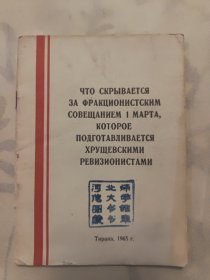 ЧТО СКРЫВАЕТСЯ
ЗА ФРАКЦИОНИСТСКИМ
СОВЕЩАНИЕМ 1 МАРТА,
КОТОРОЕ
ПОДГОТАВЛИВАЕТСЯ
ХРУЩЕВСКИМИ
РЕВИЗИОНИСТАМИ
Тирана, 1965 г.